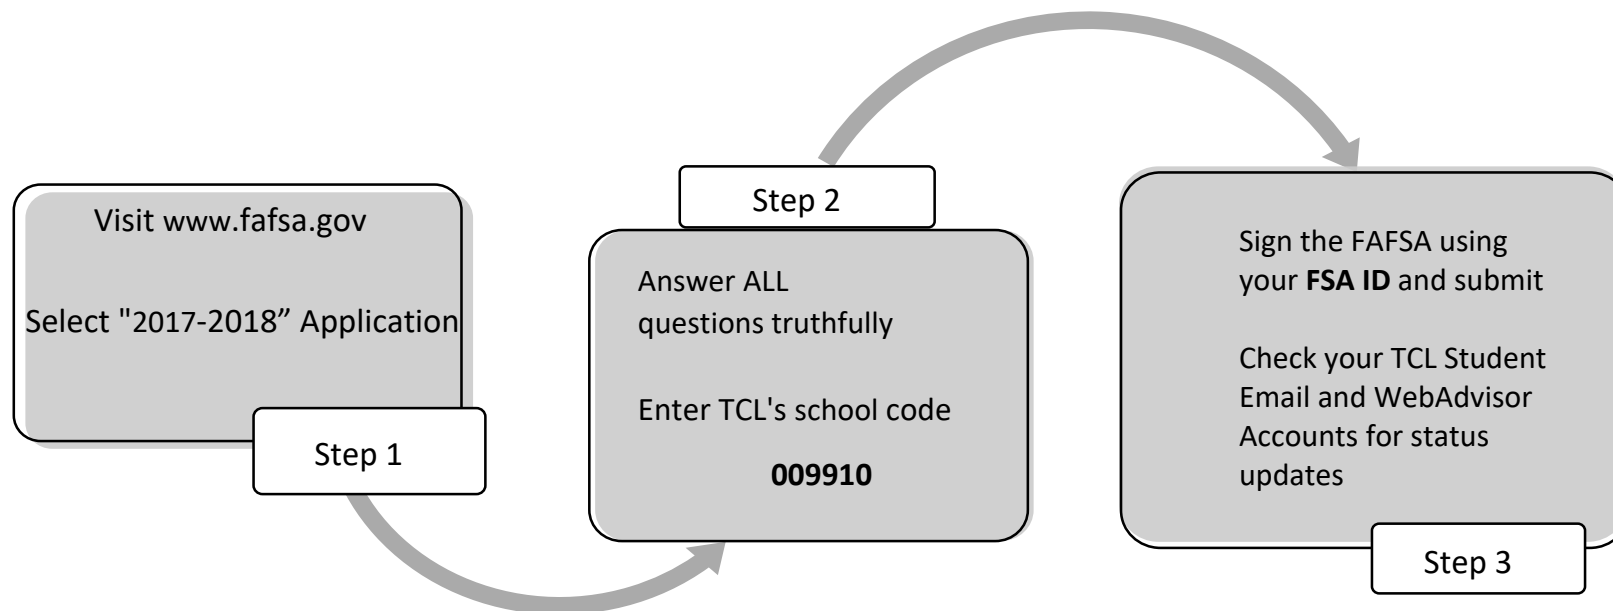 Visit www.fafsa.gov
Select "2017-2018” Application
Step 1
Step 2
Answer ALL
questions truthfully
Enter TCL's school code
009910
Sign the FAFSA using
your FSA ID and submit
Check your TCL Student
Email and WebAdvisor
Accounts for status
updates
Step 3